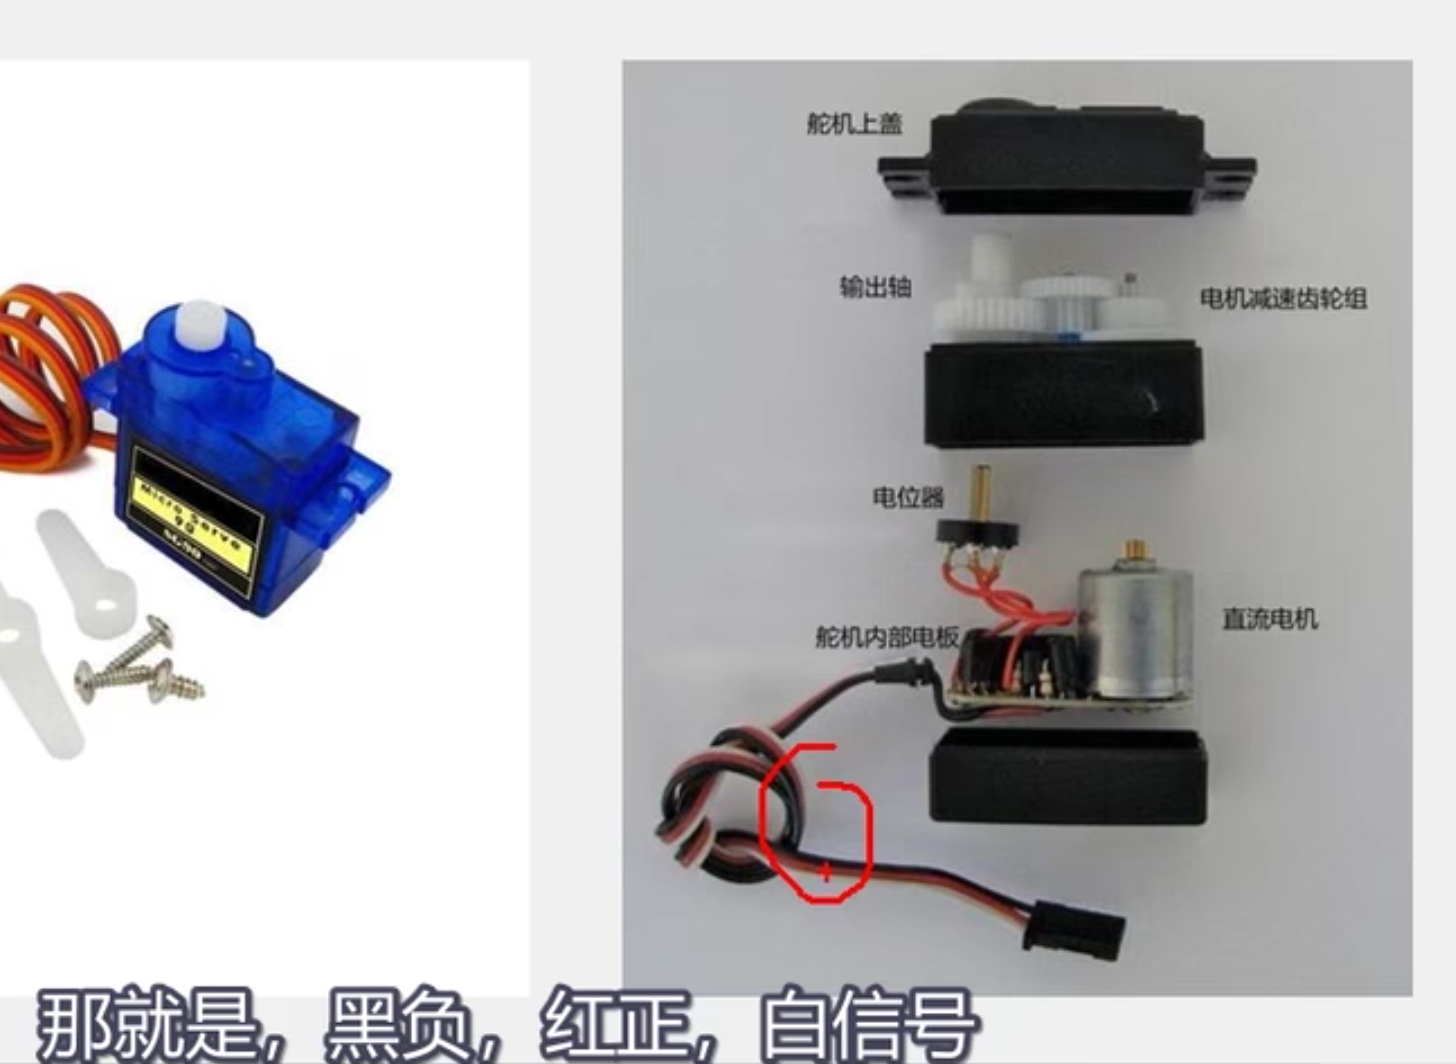 舵机上盖
输出轴
电机减速齿轮组
电位器
直流电机
舵机内部电板
Micro Servo
9g
SG90
那就是，黑负，红正，白信号